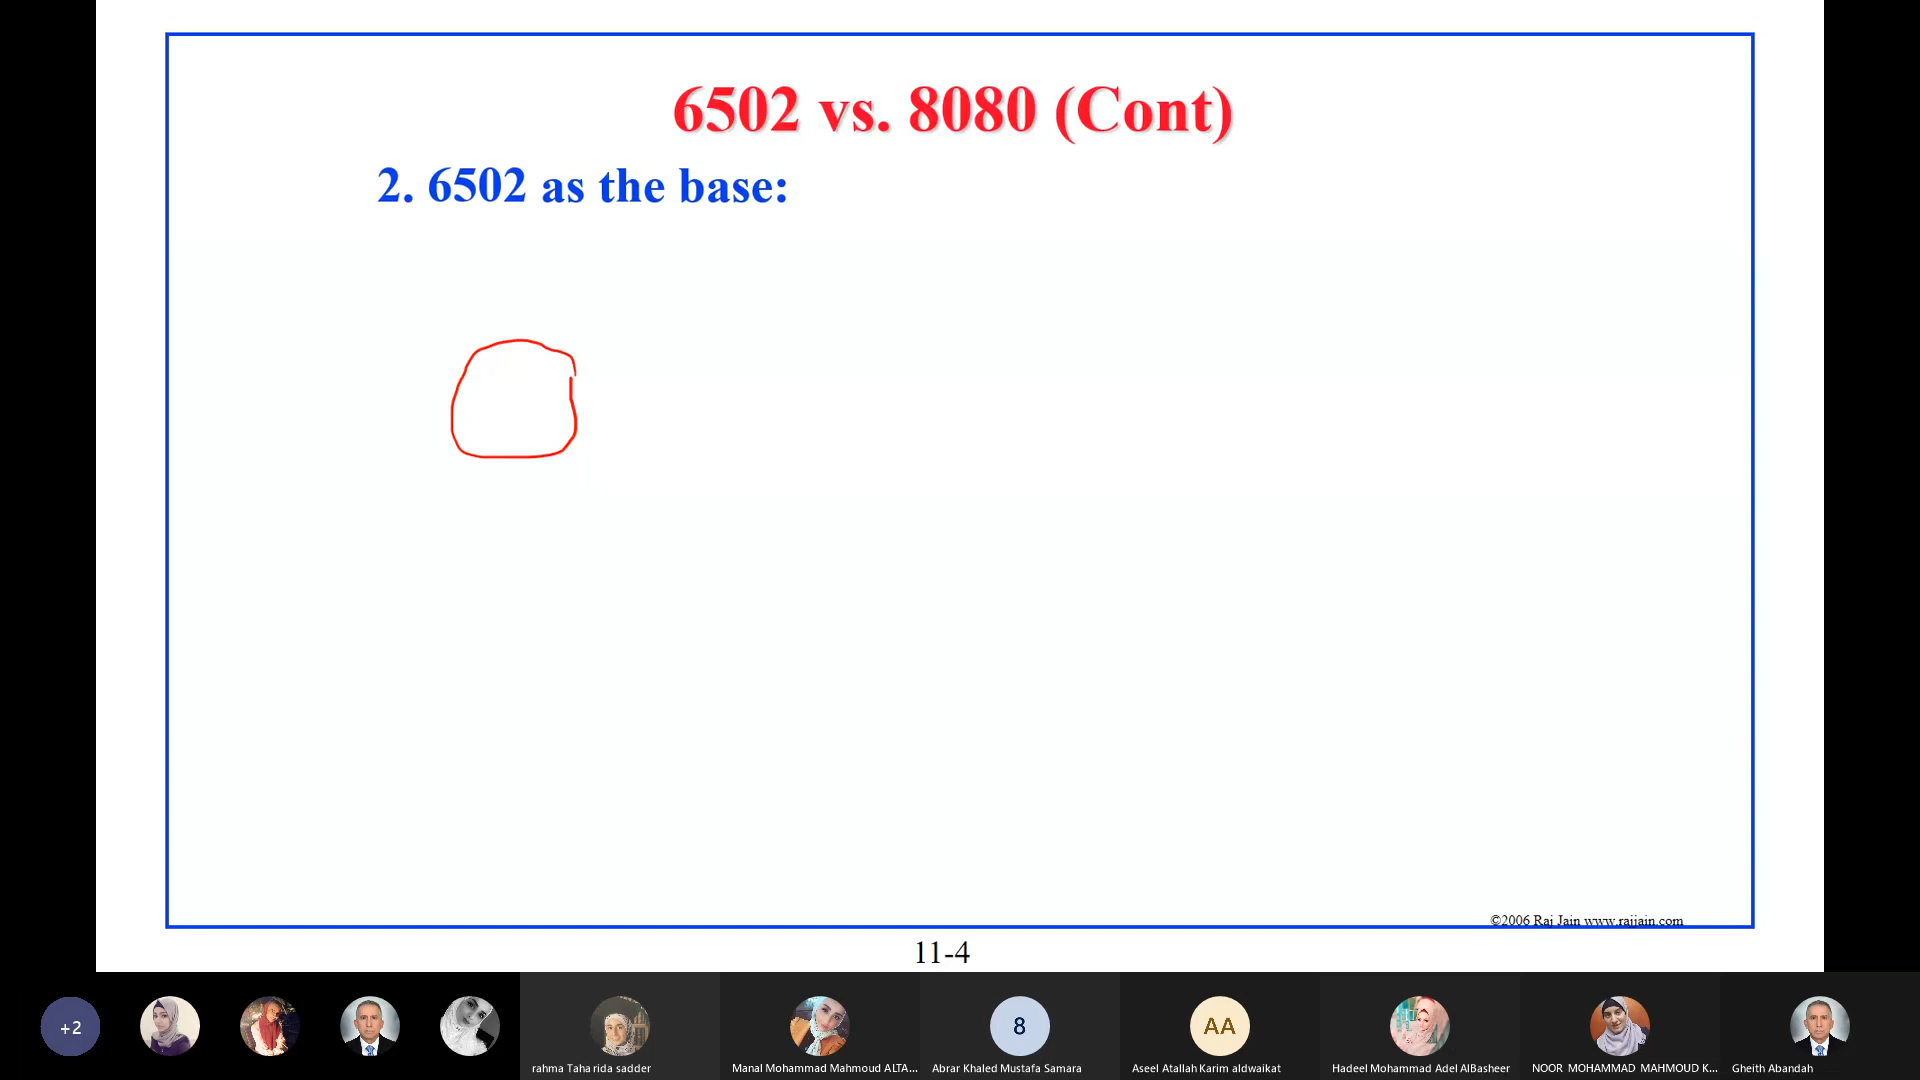 6502 vs. 8080 (Cont)
2. 6502 as the base:
©2006 Raj Jain www.rajjain.com
11-4
+2
8
AA
rahma Taha rida sadder
Manal Mohammad Mahmoud ALTA...
Abrar Khaled Mustafa Samara
Aseel Atallah Karim aldwaikat
Hadeel Mohammad Adel AlBasheer
NOOR MOHAMMAD MAHMOUD K...
Gheith Abandah